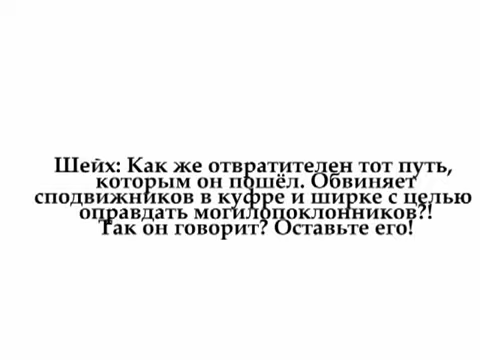 Шейх: Как же отвратителен тот путь,
которым он пошёл. Обвиняет
сподвижников в куфре и ширке с целью
оправдать могилопоклонников?!
Так он говорит? Оставьте его!